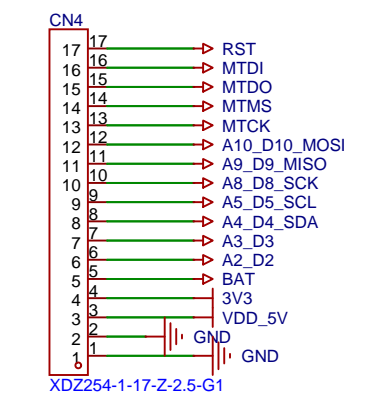 CN4
17 17 RST
16 16 MTDI
15 15 MTDO
14 14 MTMS
13 13 MTCK
12 12 A10_D10_MOSI
11 11 A9_D9_MISO
10 10 A8_D8_SCK
9 9 A5_D5_SCL
8 8 A4_D4_SDA
7 7 A3_D3
6 6 A2_D2
5 5 BAT
4 4 3V3
3 3 VDD_5V
2 2 GND
1 1 GND
XDZ254-1-17-Z-2.5-G1